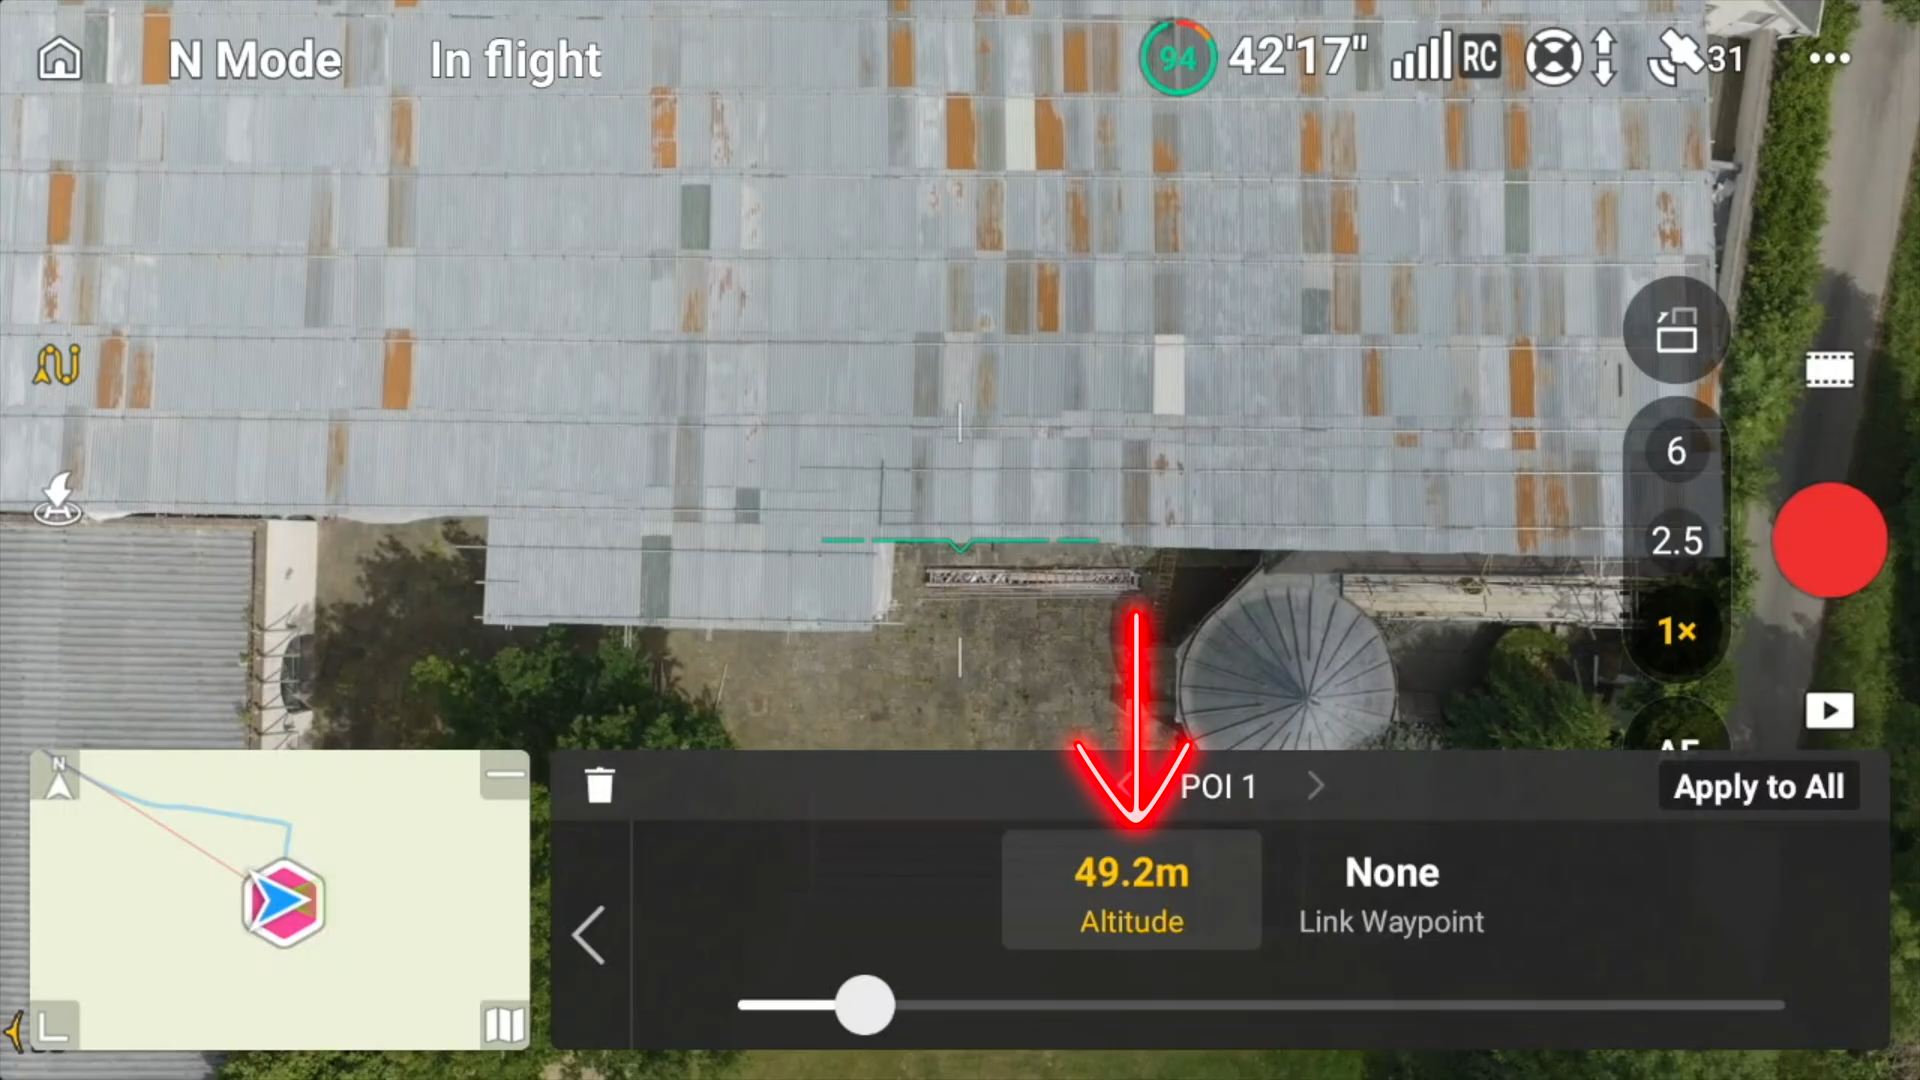 N Mode
In flight
94
42'17"
RC
31
6
2.5
1×
N
POI 1
Apply to All
49.2m
Altitude
None
Link Waypoint